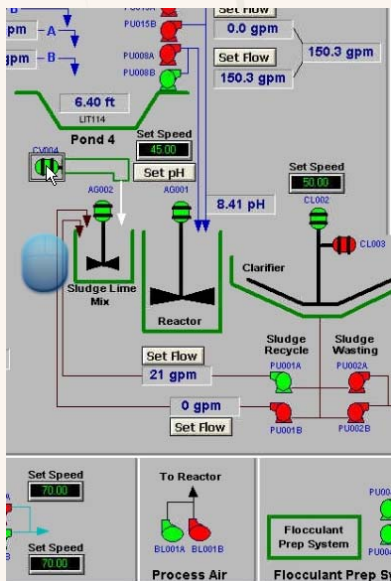 PU015A
Set Flow
B
PU015B
0.0 gpm
pm
A
150.3 gpm
PU008A
Set Flow
gpm
B
PU008B
150.3 gpm
6.40 ft
LIT114
Pond 4
Set Speed
45.00
CV004
Set pH
Set Speed
50.00
AG002
AG001
CL002
8.41 pH
CL003
Clarifier
Sludge Lime
Mix
Reactor
Sludge
Recycle
Sludge
Wasting
Set Flow
PU001A
PU002A
21 gpm
0 gpm
PU001B
PU002B
Set Flow
Set Speed
70.00
To Reactor
PU00
Flocculant
Prep System
BL001A
BL001B
PU00
Set Speed
70.00
Process Air
Flocculant Prep Sy